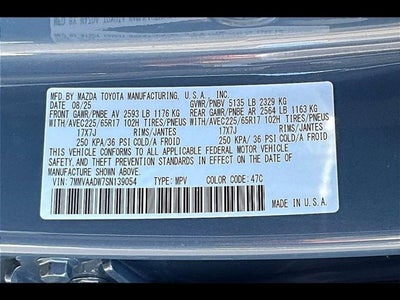 MFD. BY MAZDA TOYOTA MANUFACTURING, U.S.A., INC.
DATE 08/25 GVWR/PNBV 5135 LB 2329 KG
FRONT GAWR/PNBE AV 2593 LB 1176 KG REAR GAWR/PNBE AR 2564 LB 1163 KG
WITH/AVEC225/65R17 102H TIRES/PNEUS WITH/AVEC225/65R17 102H TIRES/PNEUS
17X7J RIMS/JANTES 17X7J RIMS/JANTES
250 KPA/36 PSI COLD/A FROID 250 KPA/36 PSI COLD/A FROID
THIS VEHICLE CONFORMS TO ALL APPLICABLE FEDERAL MOTOR VEHICLE
SAFETY, BUMPER, AND THEFT PREVENTION STANDARDS IN EFFECT ON THE DATE OF
MANUFACTURE SHOWN ABOVE.
VIN: 7MMVAADW7SN139054 TYPE: MPV COLOR CODE: 47C
MADE IN U.S.A.